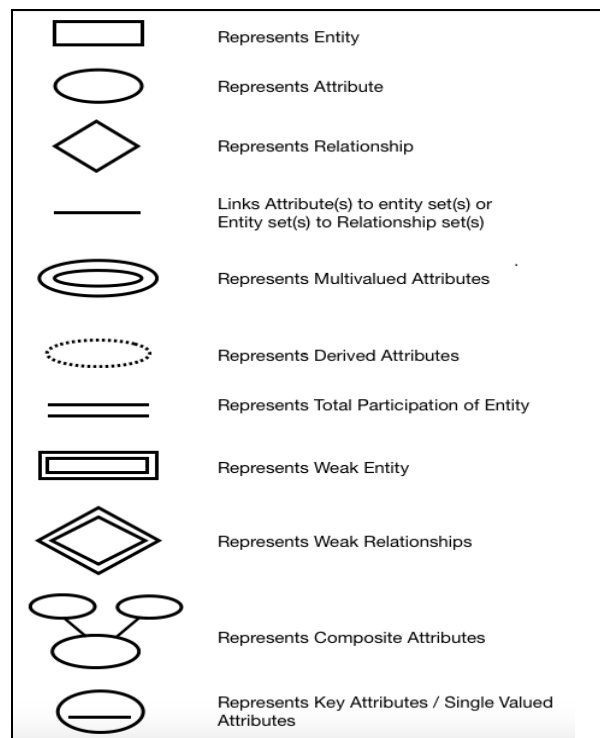 Represents Entity
Represents Attribute
Represents Relationship
Links Attribute(s) to entity set(s) or
Entity set(s) to Relationship set(s)
Represents Multivalued Attributes
Represents Derived Attributes
Represents Total Participation of Entity
Represents Weak Entity
Represents Weak Relationships
Represents Composite Attributes
Represents Key Attributes / Single Valued
Attributes